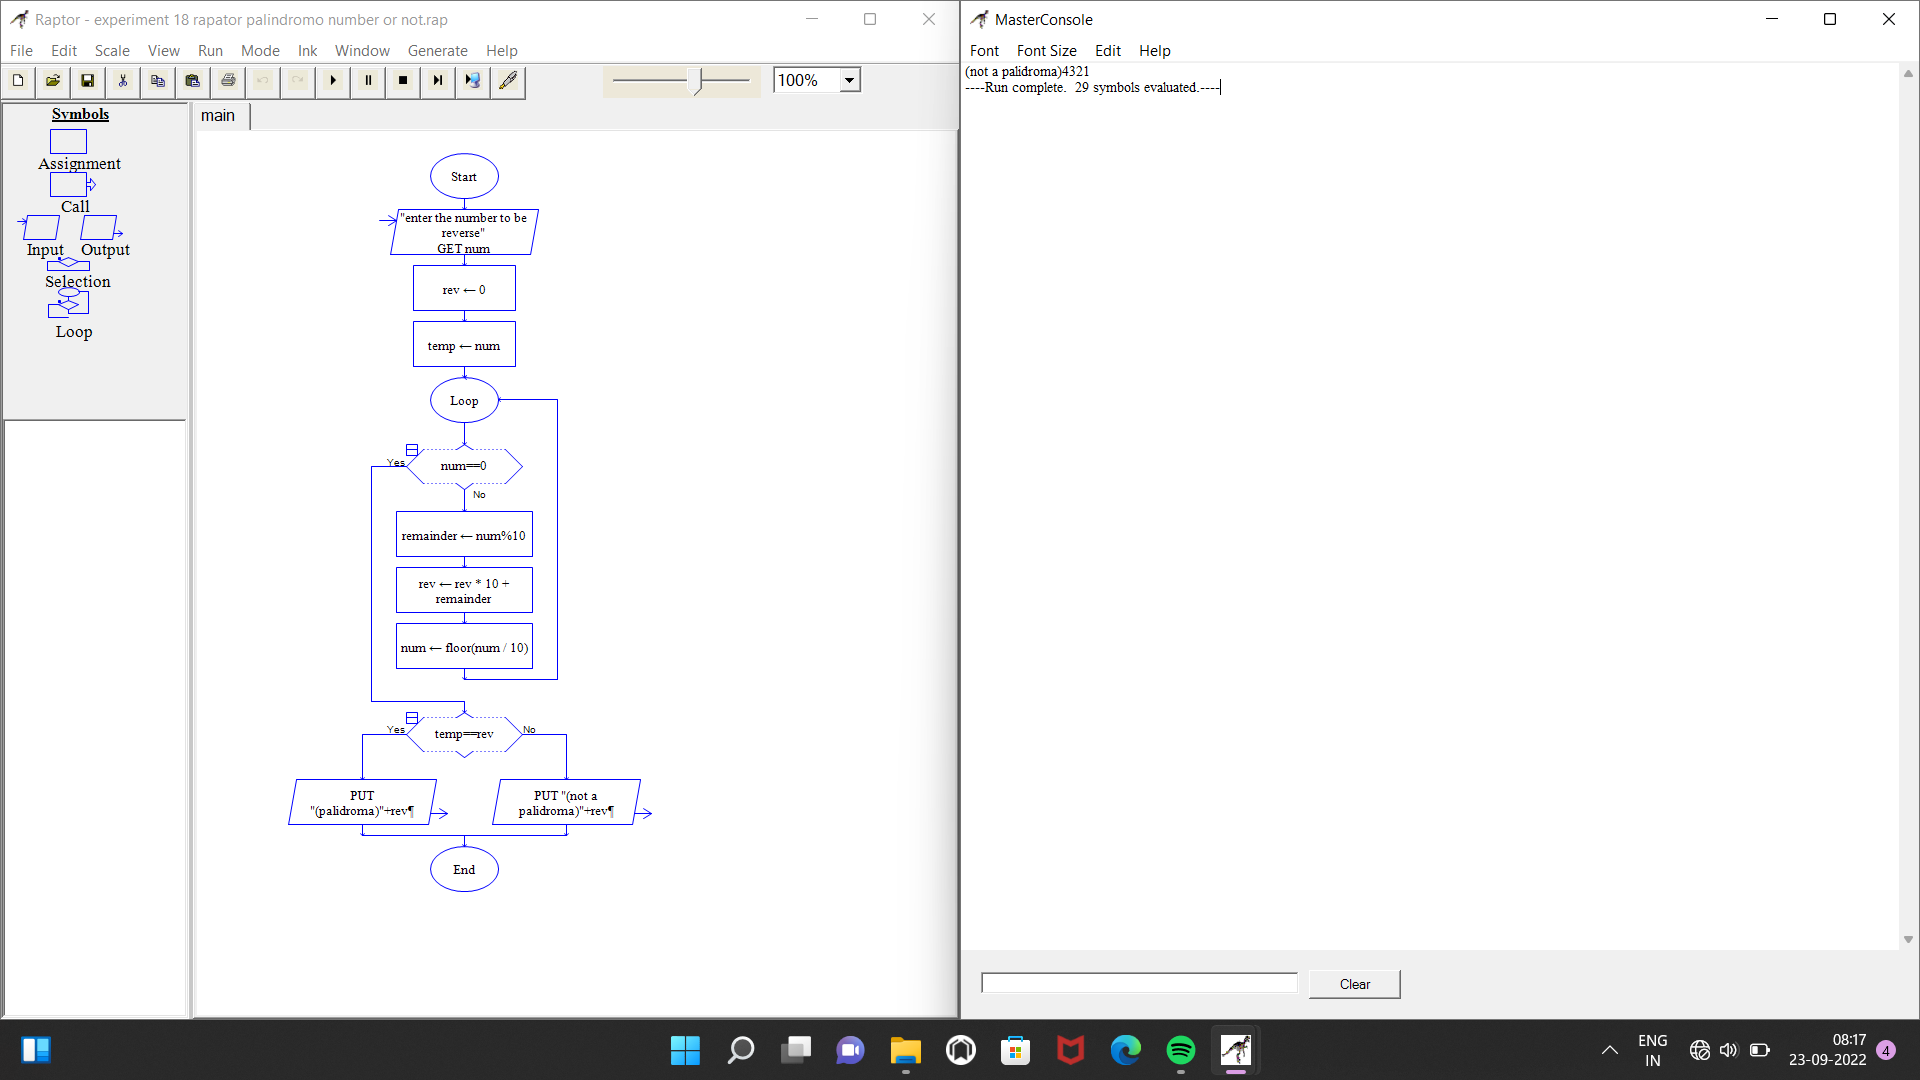 Raptor - experiment 18 rapator palindromo number or not.rap
File Edit Scale View Run Mode Ink Window Generate Help
100%
Symbols
Assignment
Call
Input Output
Selection
Loop
main
Start
"enter the number to be
reverse"
GET num
rev ← 0
temp ← num
Loop
Yes
num==0
No
remainder ← num%10
rev ← rev * 10 +
remainder
num ← floor(num / 10)
Yes
temp==rev
No
PUT
"(palidroma)"+rev¶
PUT "(not a
palidroma)"+rev¶
End
MasterConsole
Font Font Size Edit Help
(not a palidroma)4321
----Run complete.  29 symbols evaluated.----
Clear
ENG
IN
08:17
23-09-2022
4